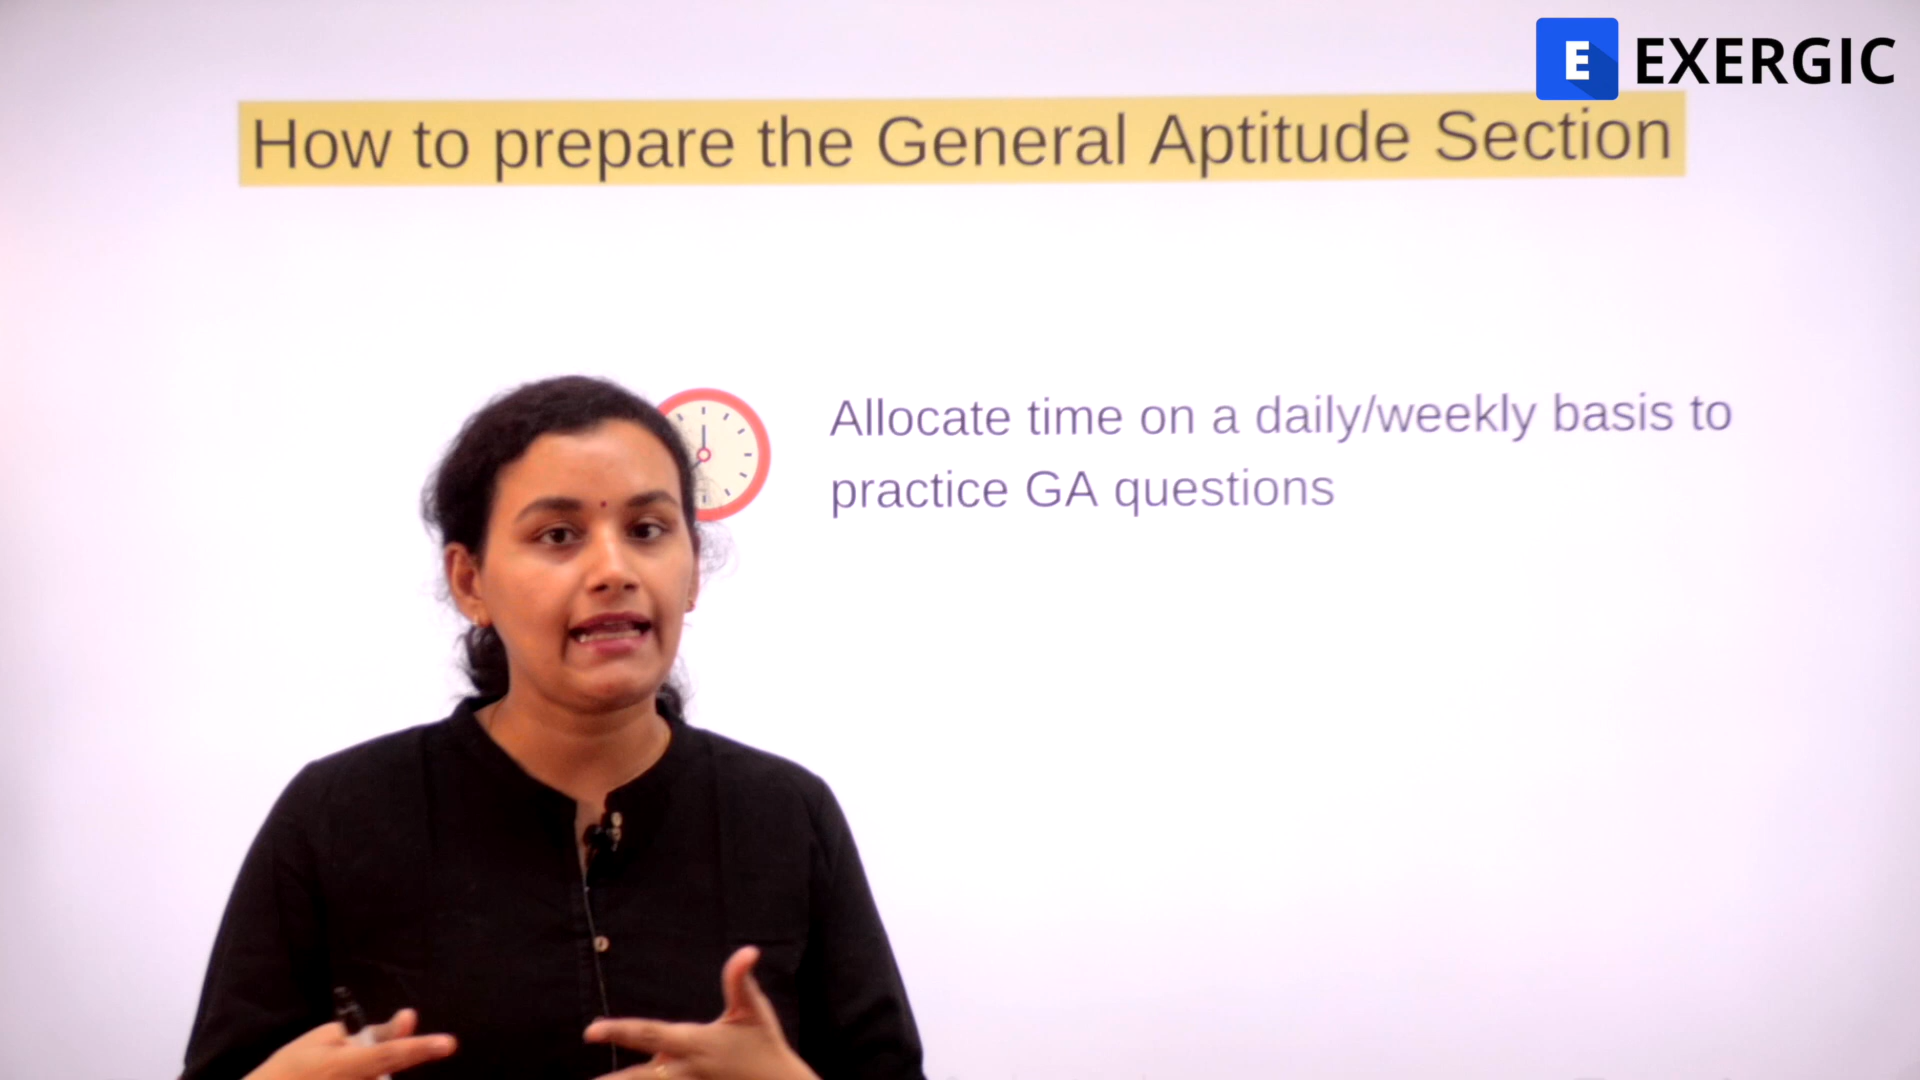 E EXERGIC
How to prepare the General Aptitude Section
Allocate time on a daily/weekly basis to
practice GA questions